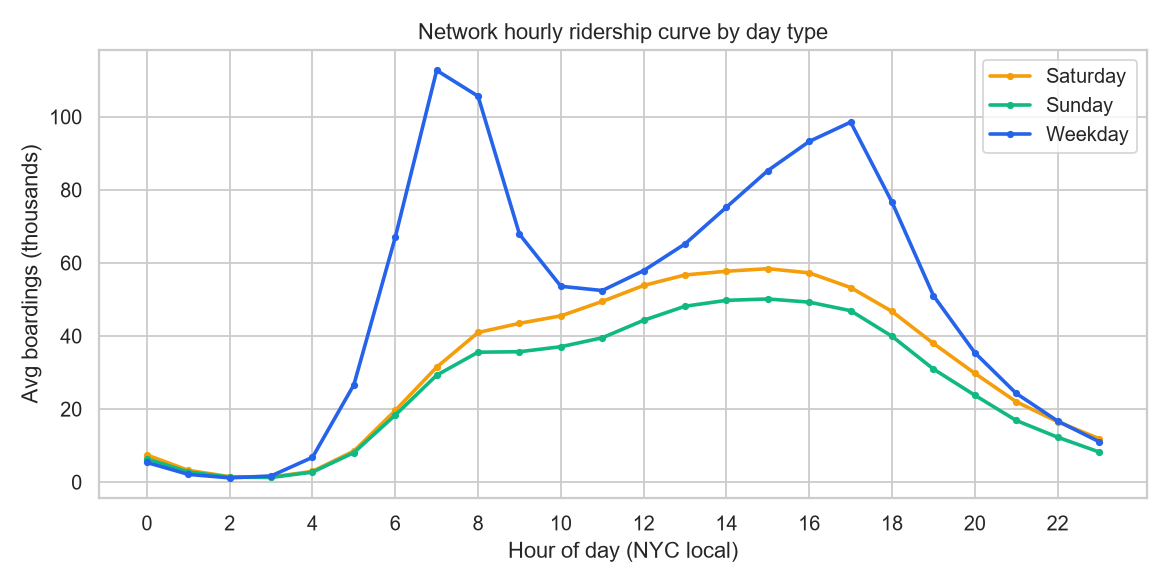 Network hourly ridership curve by day type
Saturday
Sunday
Weekday
Avg boardings (thousands)
100
80
60
40
20
0
0 2 4 6 8 10 12 14 16 18 20 22
Hour of day (NYC local)